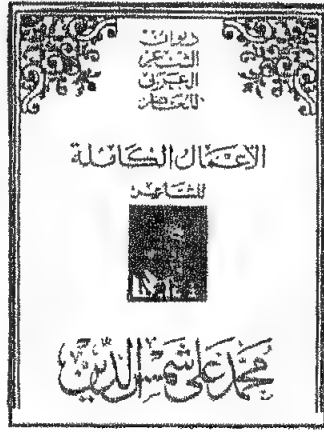 ديوان
الشعر
العربي
المعاصر
الأعمال الكاملة
للشاعر
محمد علي شمس الدين